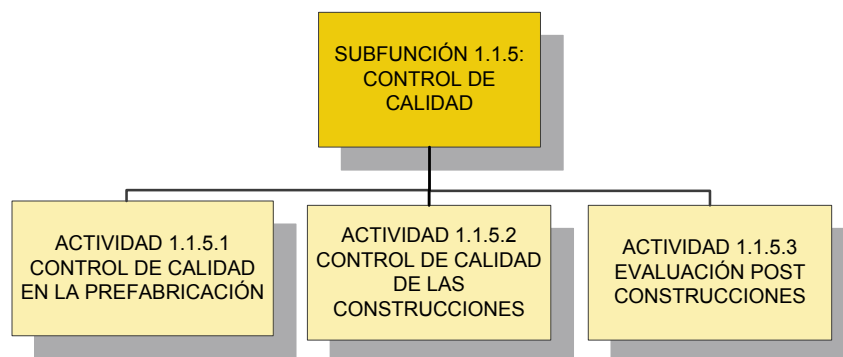 SUBFUNCIÓN 1.1.5:
CONTROL DE
CALIDAD
ACTIVIDAD 1.1.5.1
CONTROL DE CALIDAD
EN LA PREFABRICACIÓN
ACTIVIDAD 1.1.5.2
CONTROL DE CALIDAD
DE LAS
CONSTRUCCIONES
ACTIVIDAD 1.1.5.3
EVALUACIÓN POST
CONSTRUCCIONES